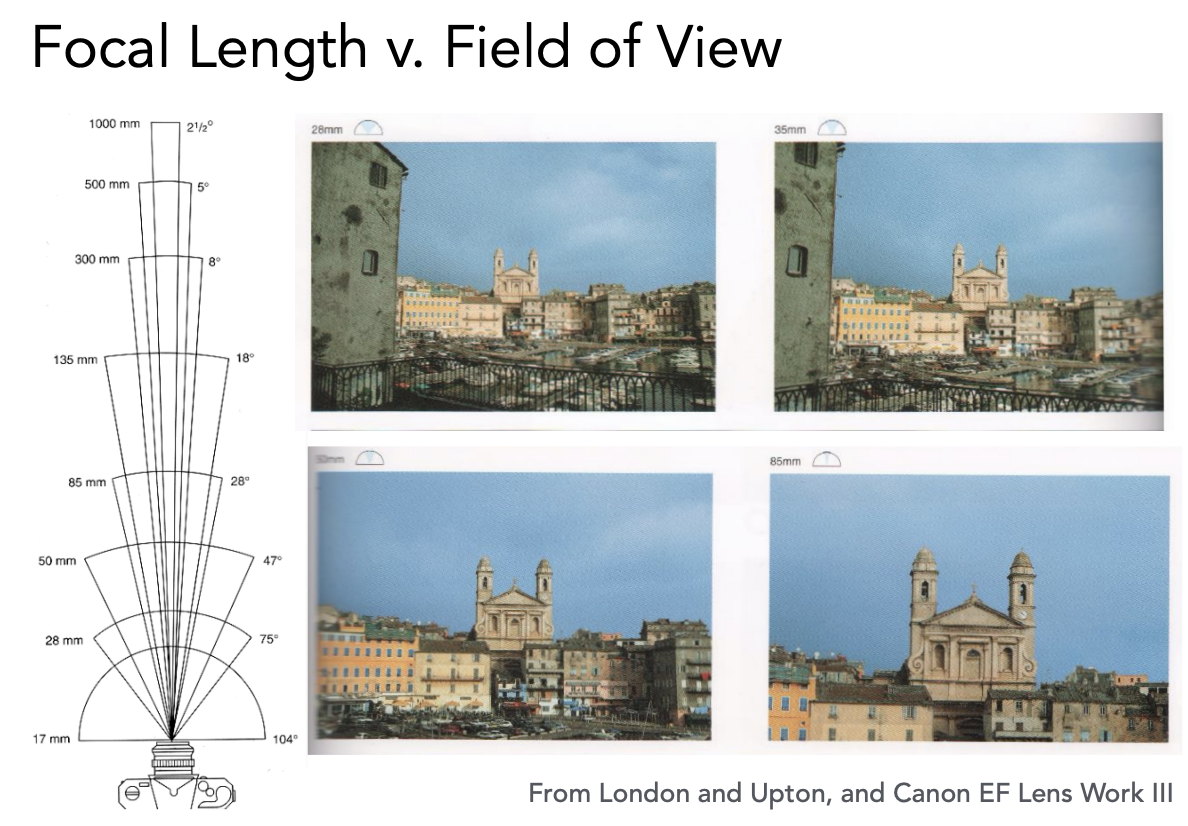 Focal Length v. Field of View
1000 mm 2½°
500 mm 5°
300 mm 8°
135 mm 18°
85 mm 28°
50 mm 47°
28 mm 75°
17 mm 104°
28mm
35mm
50mm
85mm
From London and Upton, and Canon EF Lens Work III